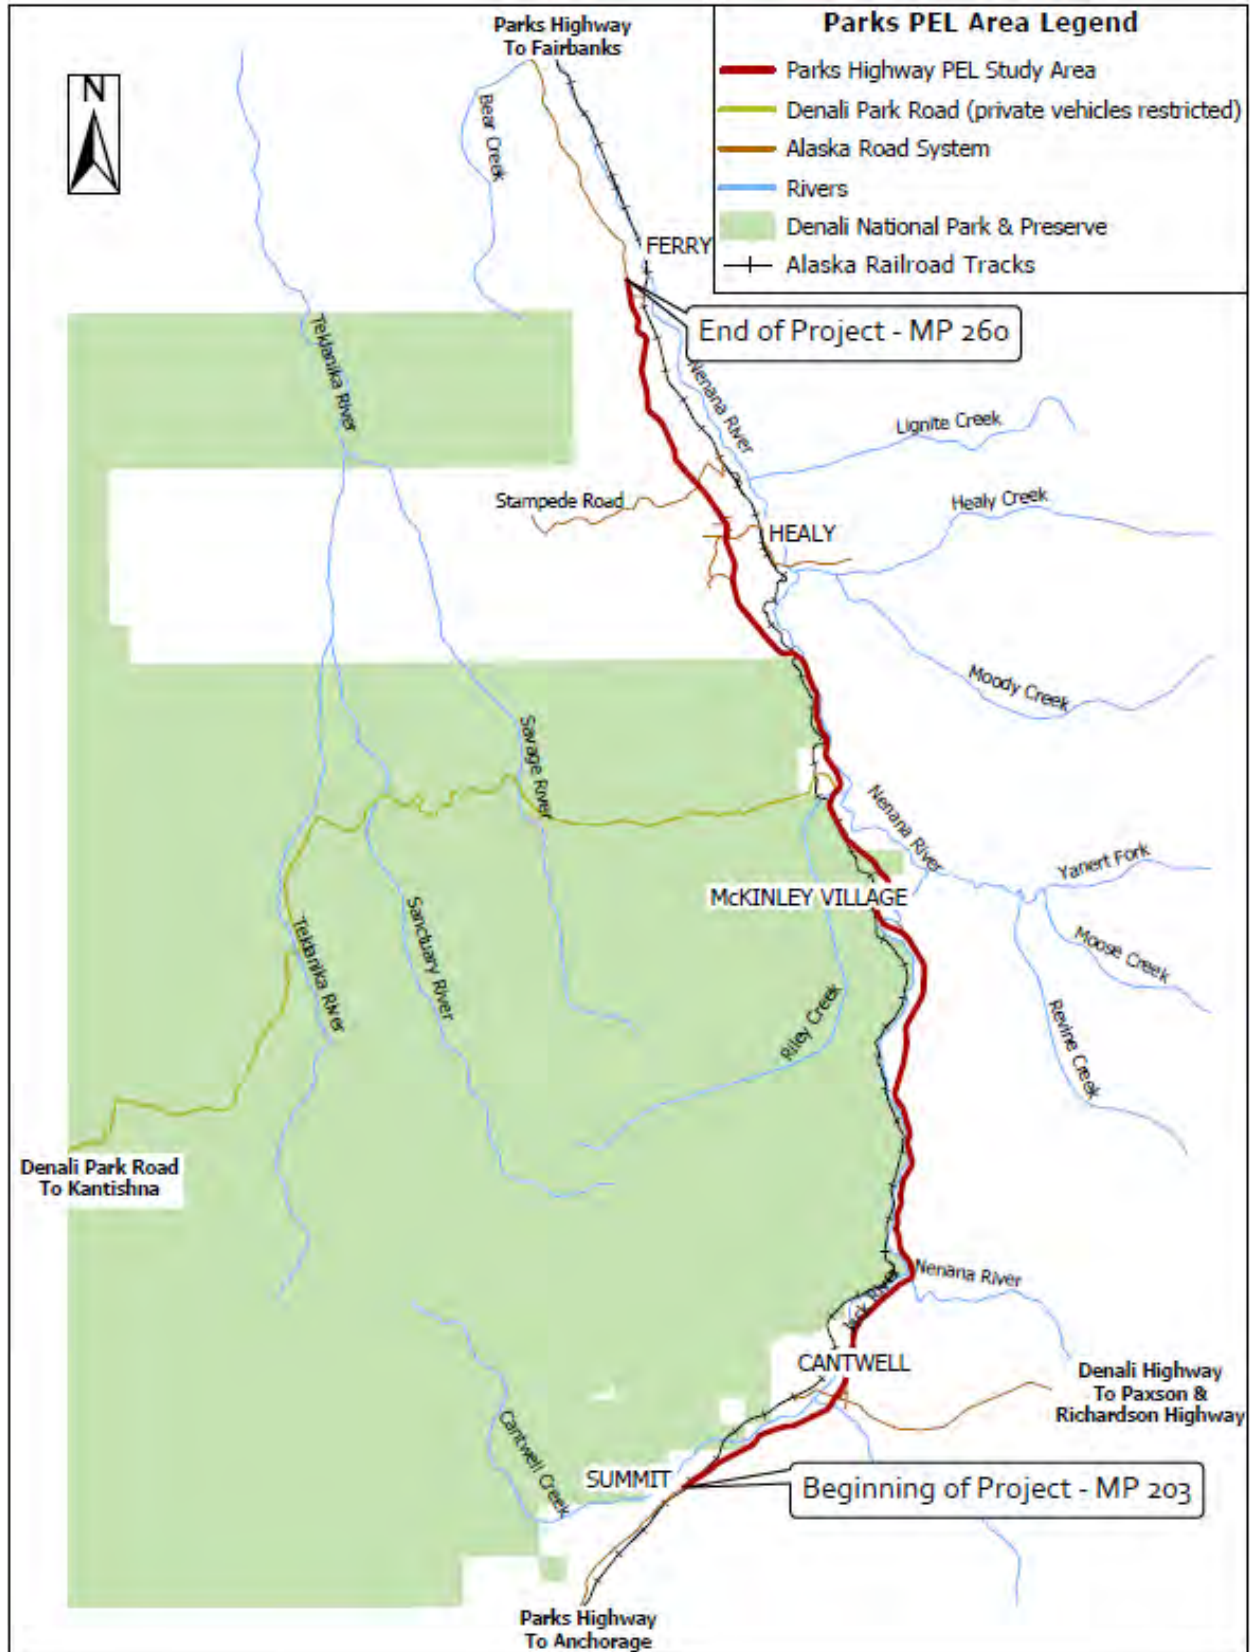 Parks Highway
To Fairbanks
Parks PEL Area Legend
Parks Highway PEL Study Area
Denali Park Road (private vehicles restricted)
Alaska Road System
Rivers
Denali National Park & Preserve
Alaska Railroad Tracks
N
Bear Creek
FERRY
End of Project - MP 260
Teklanika River
Nenana River
Lignite Creek
Stampede Road
Healy Creek
HEALY
Moody Creek
Savage River
Nenana River
Yanert Fork
McKINLEY VILLAGE
Moose Creek
Sanctuary River
Teklanika River
Riley Creek
Revine Creek
Denali Park Road
To Kantishna
Nenana River
Jack River
CANTWELL
Denali Highway
To Paxson &
Richardson Highway
Cantwell Creek
SUMMIT
Beginning of Project - MP 203
Parks Highway
To Anchorage